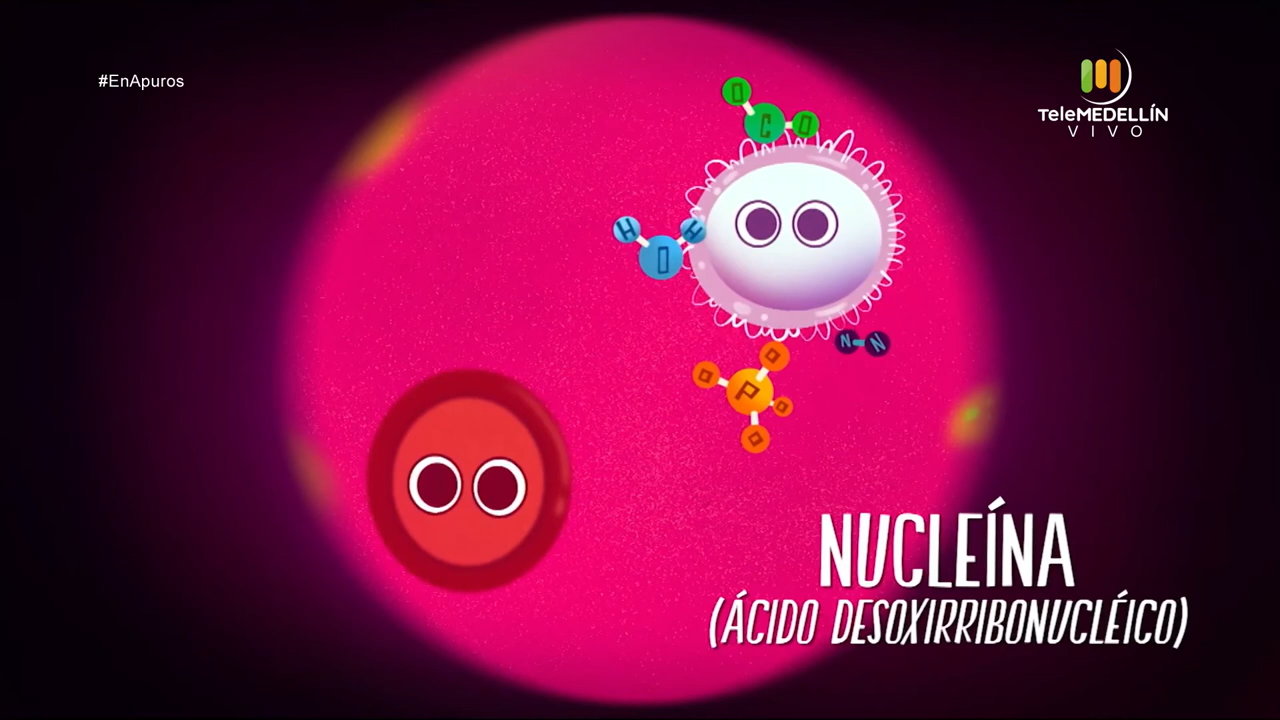 #EnApuros
TeleMEDELLÍN
VIVO
O
C
O
H
H
O
N
N
O
O
P
O
O
NUCLEÍNA
(ÁCIDO DESOXIRRIBONUCLÉICO)